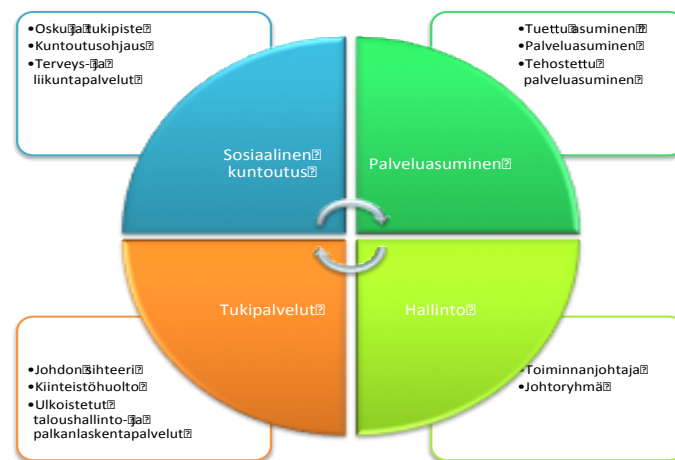 •Osku ja tukipiste
•Kuntoutusohjaus
•Terveys- ja
liikuntapalvelut
•Tuettu asuminen
•Palveluasuminen
•Tehostettu
palveluasuminen
Sosiaalinen
kuntoutus
Palveluasuminen
Tukipalvelut
Hallinto
•Johdon sihteeri
•Kiinteistöhuolto
•Ulkoistetut
taloushallinto- ja
palkanlaskentapalvelut
•Toiminnanjohtaja
•Johtoryhmä